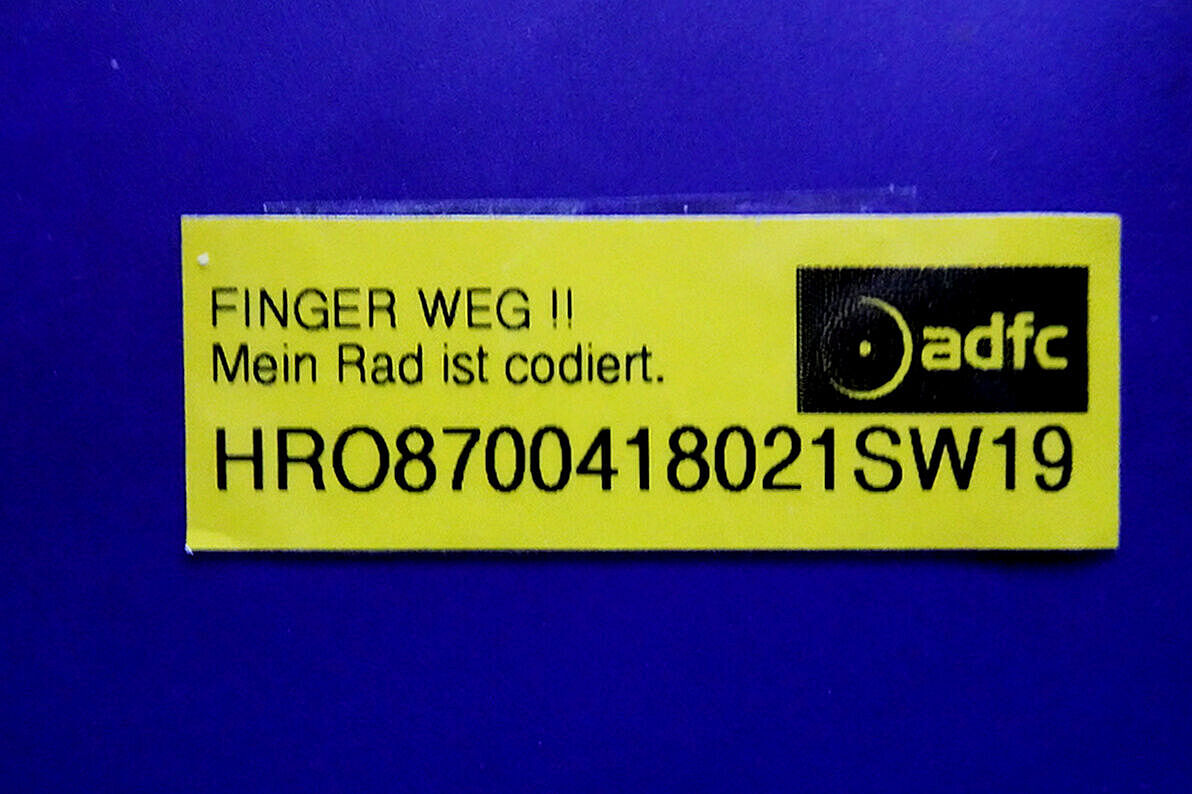 FINGER WEG !!
Mein Rad ist codiert.
adfc
HRO8700418021SW19